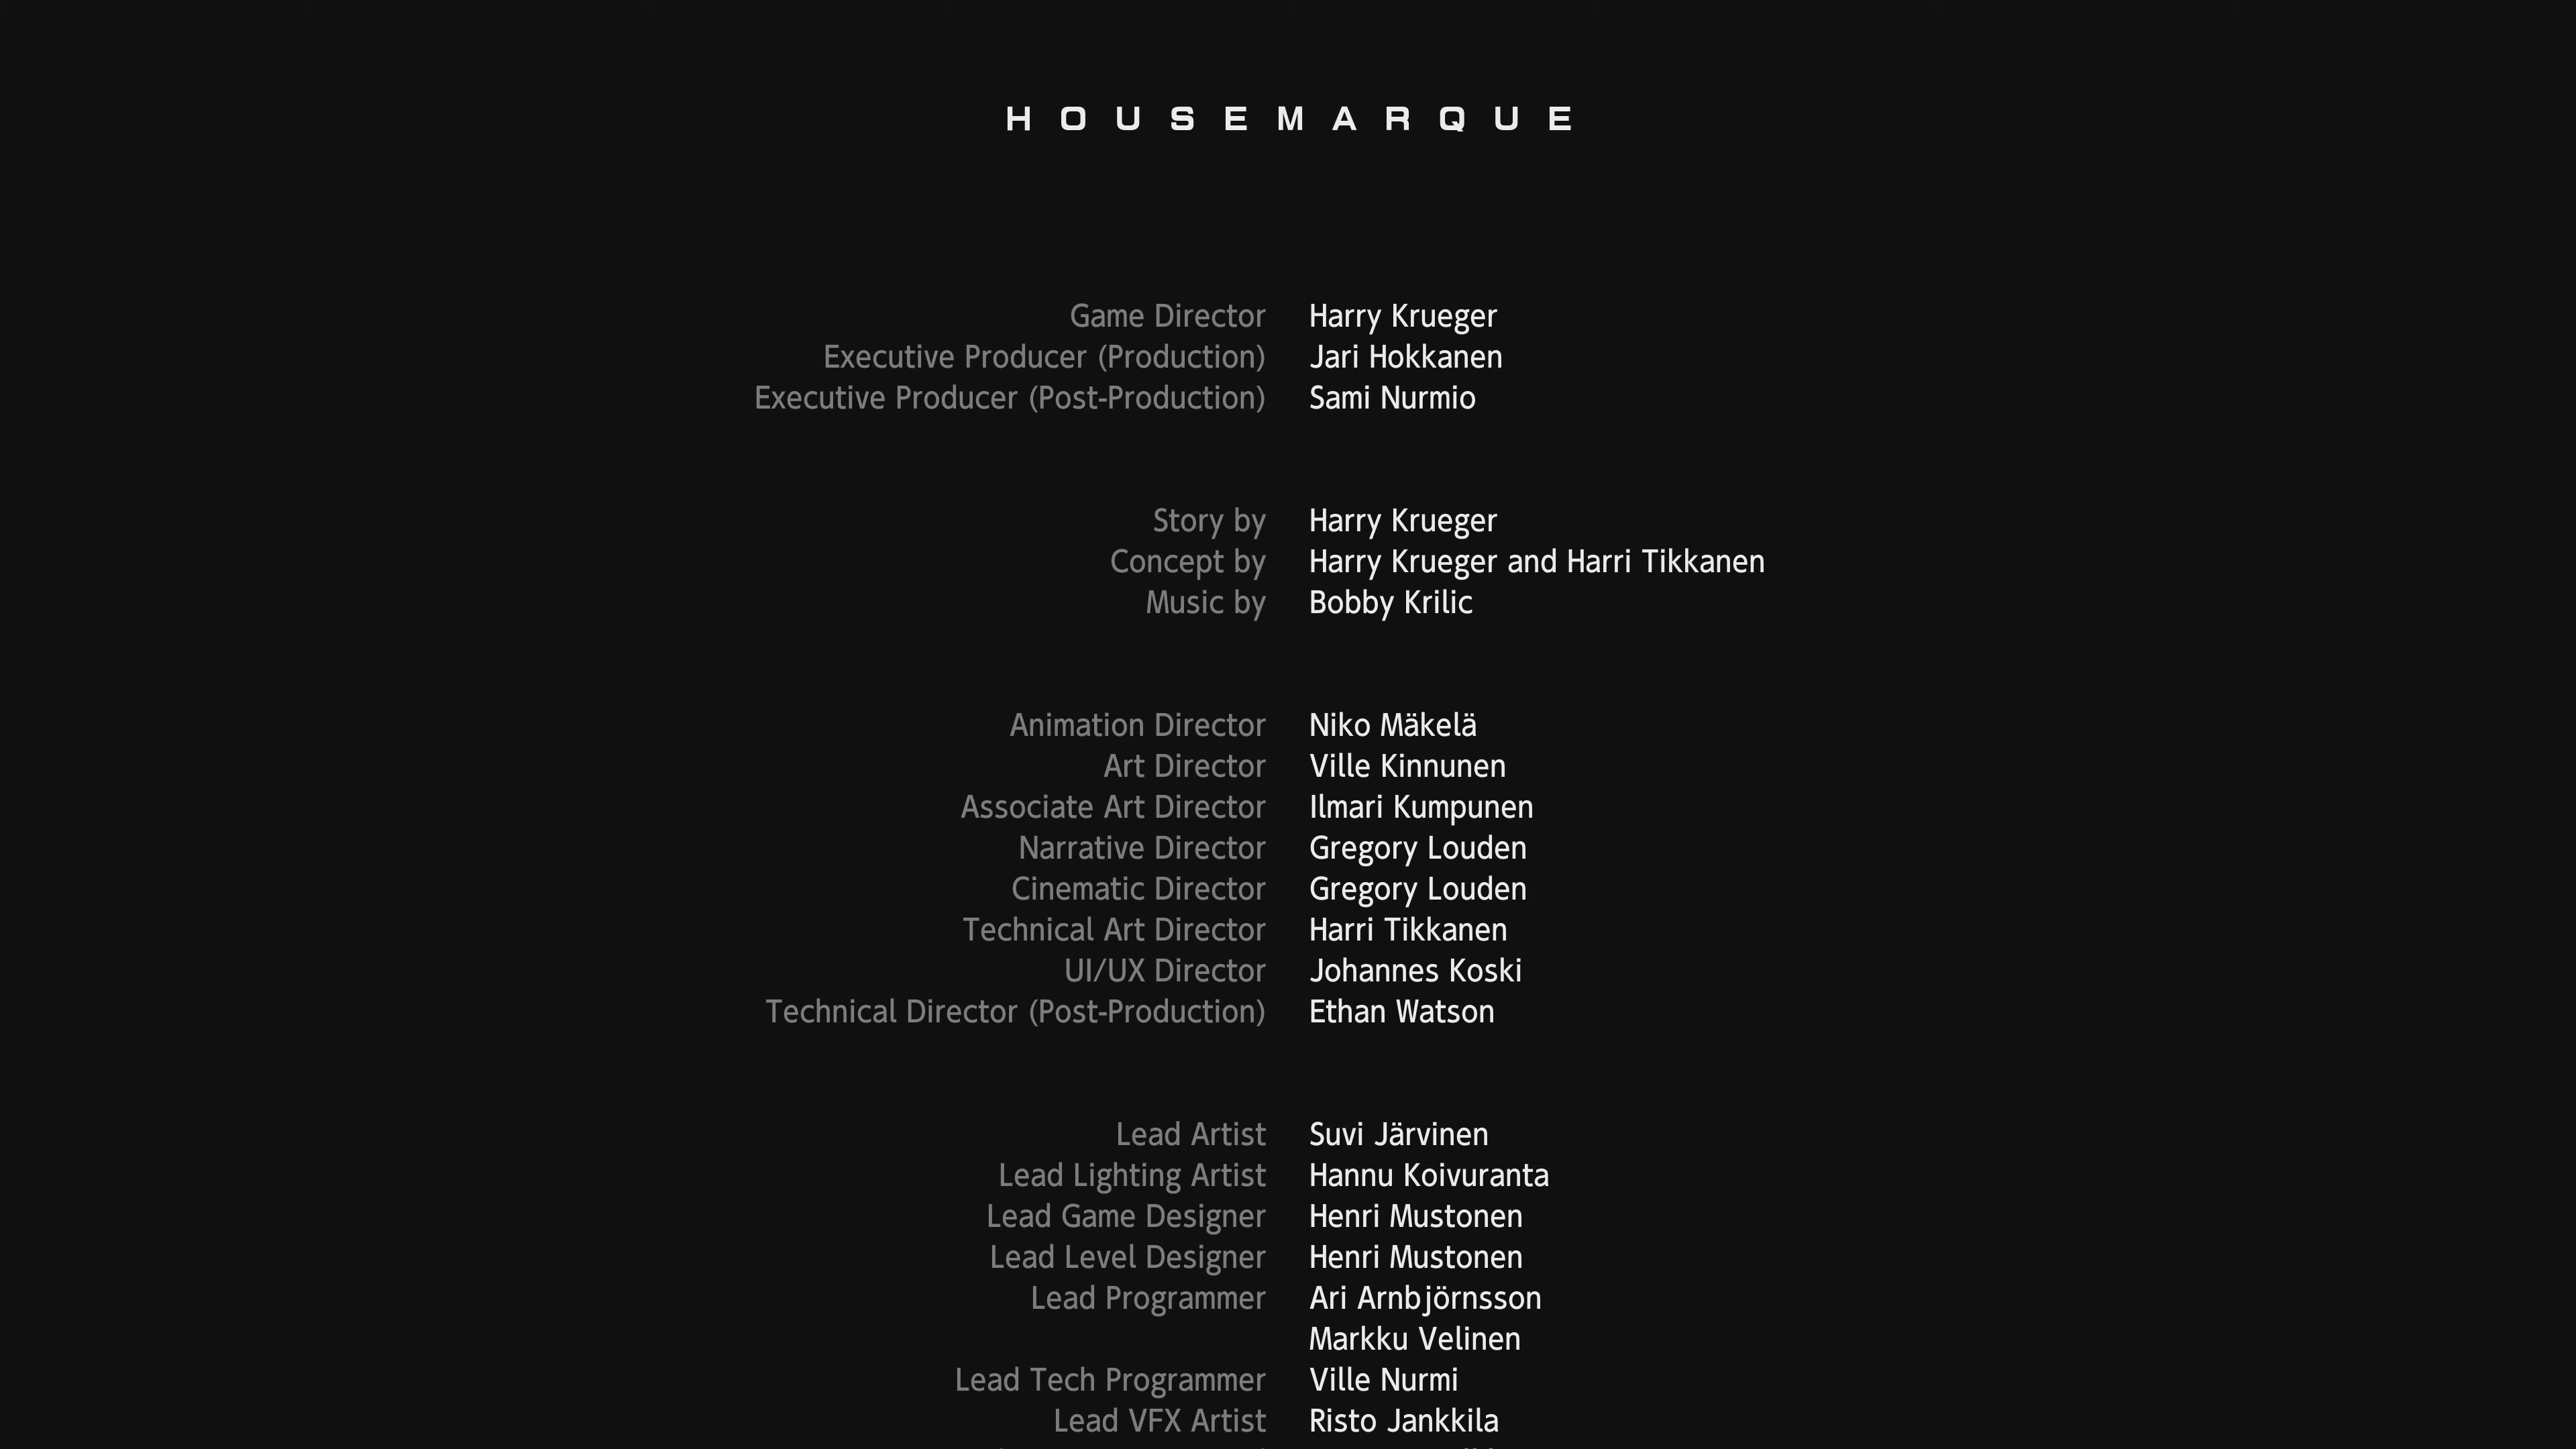 HOUSEMARQUE
Game Director Harry Krueger
Executive Producer (Production) Jari Hokkanen
Executive Producer (Post-Production) Sami Nurmio
Story by Harry Krueger
Concept by Harry Krueger and Harri Tikkanen
Music by Bobby Krilic
Animation Director Niko Mäkelä
Art Director Ville Kinnunen
Associate Art Director Ilmari Kumpunen
Narrative Director Gregory Louden
Cinematic Director Gregory Louden
Technical Art Director Harri Tikkanen
UI/UX Director Johannes Koski
Technical Director (Post-Production) Ethan Watson
Lead Artist Suvi Järvinen
Lead Lighting Artist Hannu Koivuranta
Lead Game Designer Henri Mustonen
Lead Level Designer Henri Mustonen
Lead Programmer Ari Arnbjörnsson
Markku Velinen
Lead Tech Programmer Ville Nurmi
Lead VFX Artist Risto Jankkila